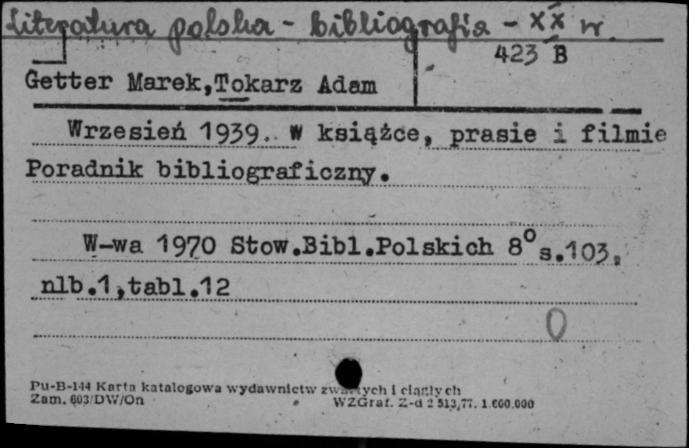 Literatura polska - bibliografia - XX w.
423 B
Getter Marek, Tokarz Adam
Wrzesień 1939. W książce, prasie i filmie
Poradnik bibliograficzny.
W-wa 1970 Stow.Bibl.Polskich 8° s.103,
nlb.1,tabl.12
0
Pu-B-144 Karta katalogowa wydawnictw zwartych i ciągłych
Zam. 603/DW/On WZGraf. Z-d 2 513/77. 1.000.000